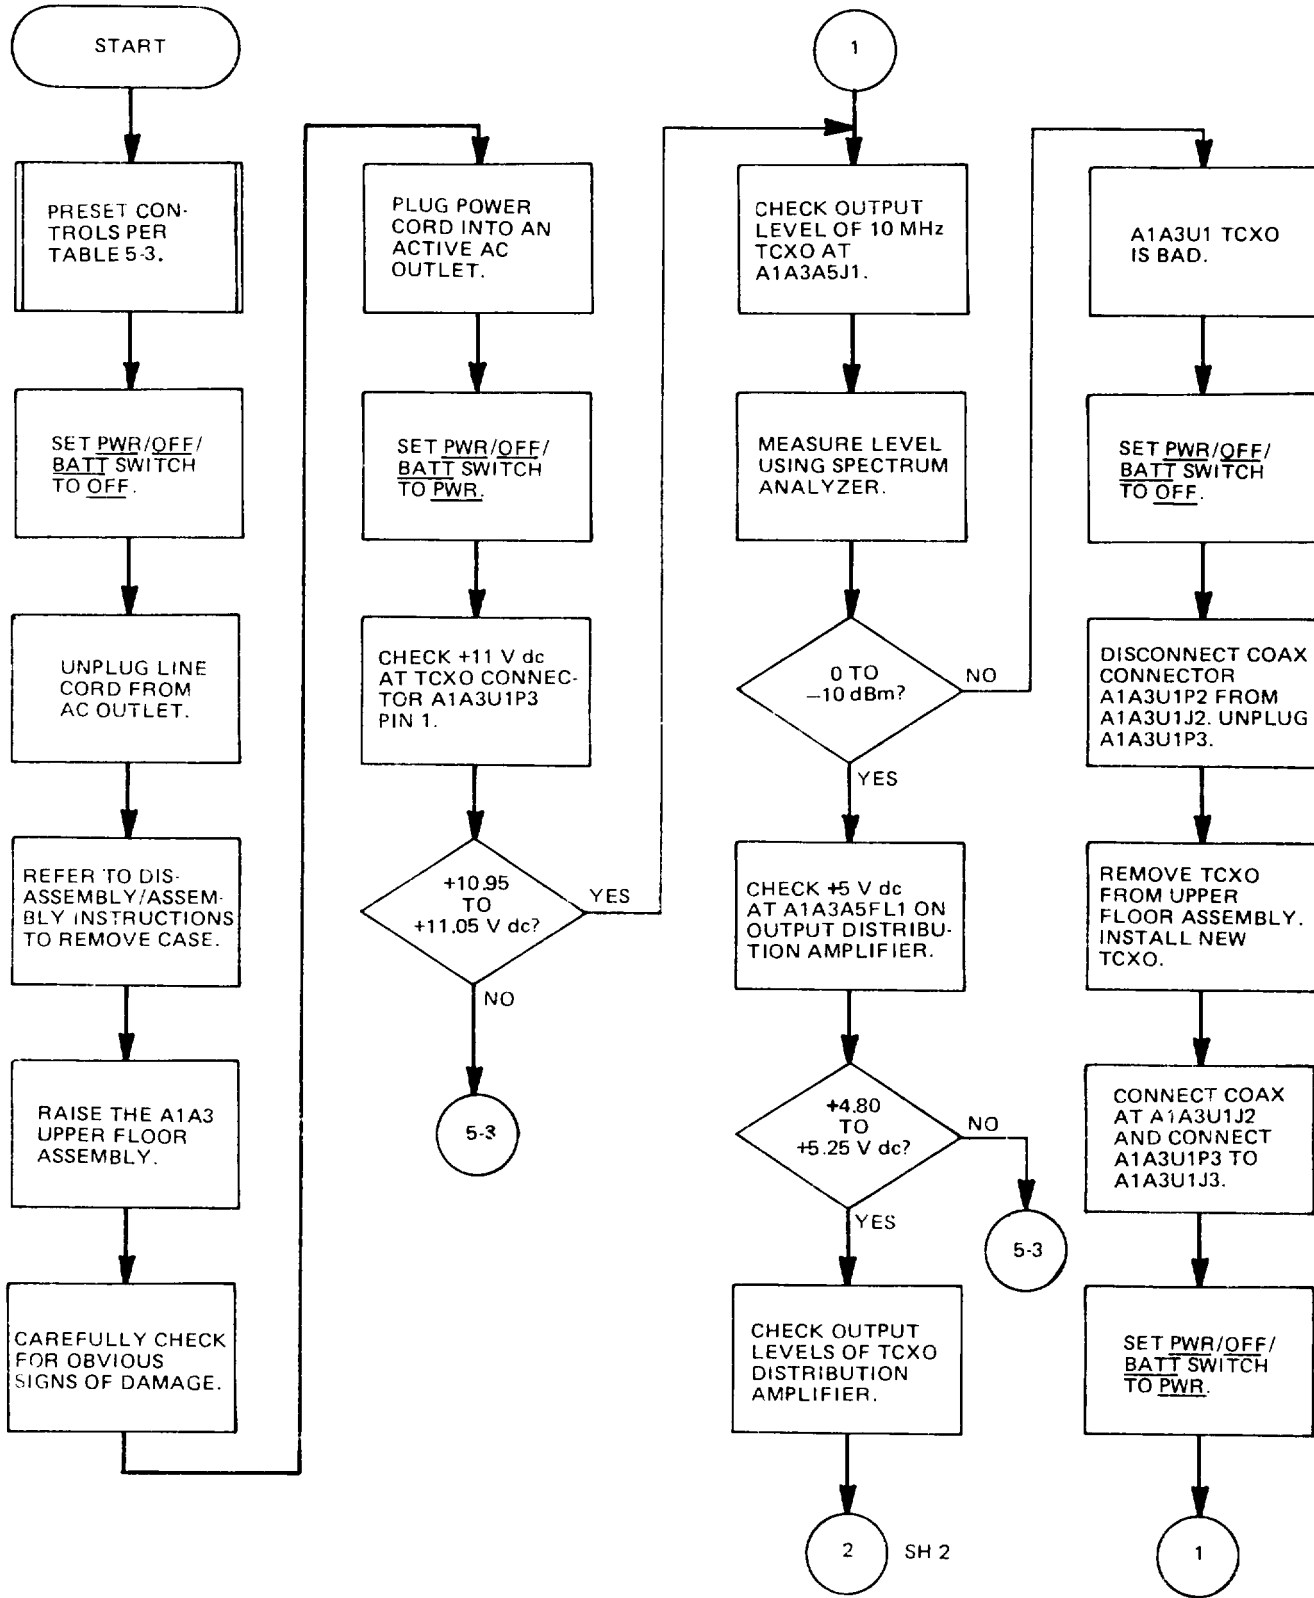 START
PRESET CON-
TROLS PER
TABLE 5-3.
SET PWR/OFF/
BATT SWITCH
TO OFF.
UNPLUG LINE
CORD FROM
AC OUTLET.
REFER TO DIS-
ASSEMBLY/ASSEM-
BLY INSTRUCTIONS
TO REMOVE CASE.
RAISE THE A1A3
UPPER FLOOR
ASSEMBLY.
CAREFULLY CHECK
FOR OBVIOUS
SIGNS OF DAMAGE.
PLUG POWER
CORD INTO AN
ACTIVE AC
OUTLET.
SET PWR/OFF/
BATT SWITCH
TO PWR.
CHECK +11 V dc
AT TCXO CONNEC-
TOR A1A3U1P3
PIN 1.
+10.95
TO
+11.05 V dc?
YES
NO
5-3
1
CHECK OUTPUT
LEVEL OF 10 MHz
TCXO AT
A1A3A5J1.
MEASURE LEVEL
USING SPECTRUM
ANALYZER.
0 TO
–10 dBm?
NO
YES
CHECK +5 V dc
AT A1A3A5FL1 ON
OUTPUT DISTRIBU-
TION AMPLIFIER.
+4.80
TO
+5.25 V dc?
NO
5-3
YES
CHECK OUTPUT
LEVELS OF TCXO
DISTRIBUTION
AMPLIFIER.
2 SH 2
A1A3U1 TCXO
IS BAD.
SET PWR/OFF/
BATT SWITCH
TO OFF.
DISCONNECT COAX
CONNECTOR
A1A3U1P2 FROM
A1A3U1J2. UNPLUG
A1A3U1P3.
REMOVE TCXO
FROM UPPER
FLOOR ASSEMBLY.
INSTALL NEW
TCXO.
CONNECT COAX
AT A1A3U1J2
AND CONNECT
A1A3U1P3 TO
A1A3U1J3.
SET PWR/OFF/
BATT SWITCH
TO PWR.
1